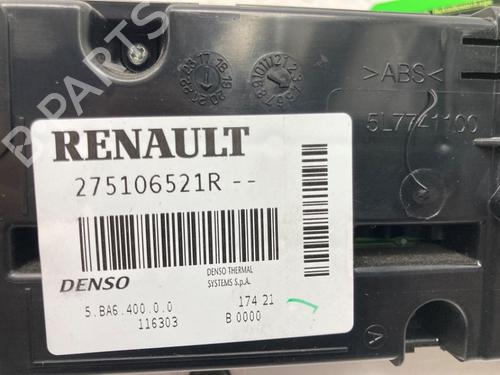 B-PARTS
>ABS<
5L7741100
RENAULT
275106521R --
DENSO
DENSO THERMAL
SYSTEMS S.p.A.
5.BA6.400.0.0
174 21
116303
B 0000
A